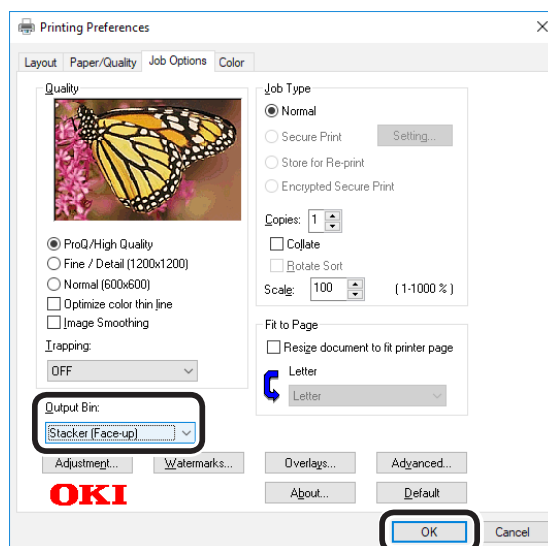 Printing Preferences
Layout Paper/Quality Job Options Color
Quality
ProQ/High Quality
Fine / Detail (1200x1200)
Normal (600x600)
Optimize color thin line
Image Smoothing
Trapping:
OFF
Output Bin:
Stacker (Face-up)
Job Type
Normal
Secure Print Setting...
Store for Re-print
Encrypted Secure Print
Copies: 1
Collate
Rotate Sort
Scale: 100 (1-1000 %)
Fit to Page
Resize document to fit printer page
Letter
Letter
Adjustment... Watermarks... Overlays... Advanced...
OKI About... Default
OK Cancel